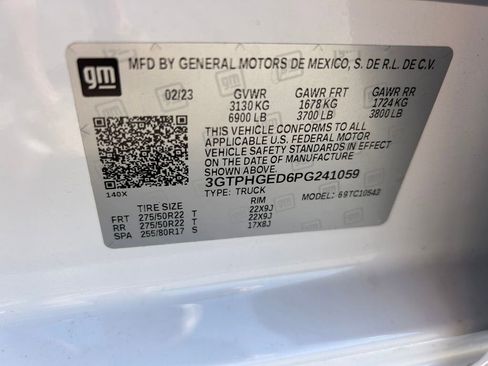 gm
MFD BY GENERAL MOTORS DE MEXICO, S. DE R.L. DE C.V.
02/23 GVWR GAWR FRT GAWR RR
3130 KG 1678 KG 1724 KG
6900 LB 3700 LB 3800 LB
THIS VEHICLE CONFORMS TO ALL
APPLICABLE U.S. FEDERAL MOTOR
VEHICLE SAFETY STANDARDS IN
EFFECT ON THE DATE OF
MANUFACTURE SHOWN ABOVE.
3GTPHGED6PG241059
140X TYPE: TRUCK MODEL:
TIRE SIZE RIM
FRT 275/50R22 T 22X9J
RR 275/50R22 T 22X9J
SPA 255/80R17 S 17X8J